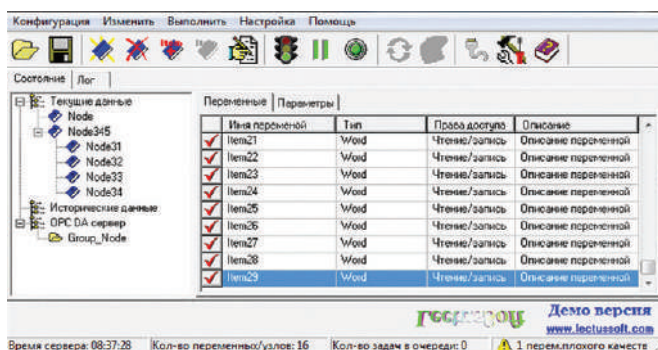 Конфигурация Изменить Выполнить Настройка Помощь
Состояние Лог
Текущие данные
Node
Node345
Node31
Node32
Node33
Node34
Исторические данные
OPC DA сервер
Group_Node
Переменные Параметры
Имя переменой Тип Права доступа Описание
Item21 Word Чтение/запись Описание переменной
Item22 Word Чтение/запись Описание переменной
Item23 Word Чтение/запись Описание переменной
Item24 Word Чтение/запись Описание переменной
Item25 Word Чтение/запись Описание переменной
Item26 Word Чтение/запись Описание переменной
Item27 Word Чтение/запись Описание переменной
Item28 Word Чтение/запись Описание переменной
Item29 Word Чтение/запись Описание переменной
LectusSoft
Демо версия
www.lectussoft.com
Время сервера: 08:37:28 Кол-во переменных/узлов: 16 Кол-во задач в очереди: 0 1 перем.плохого качеств